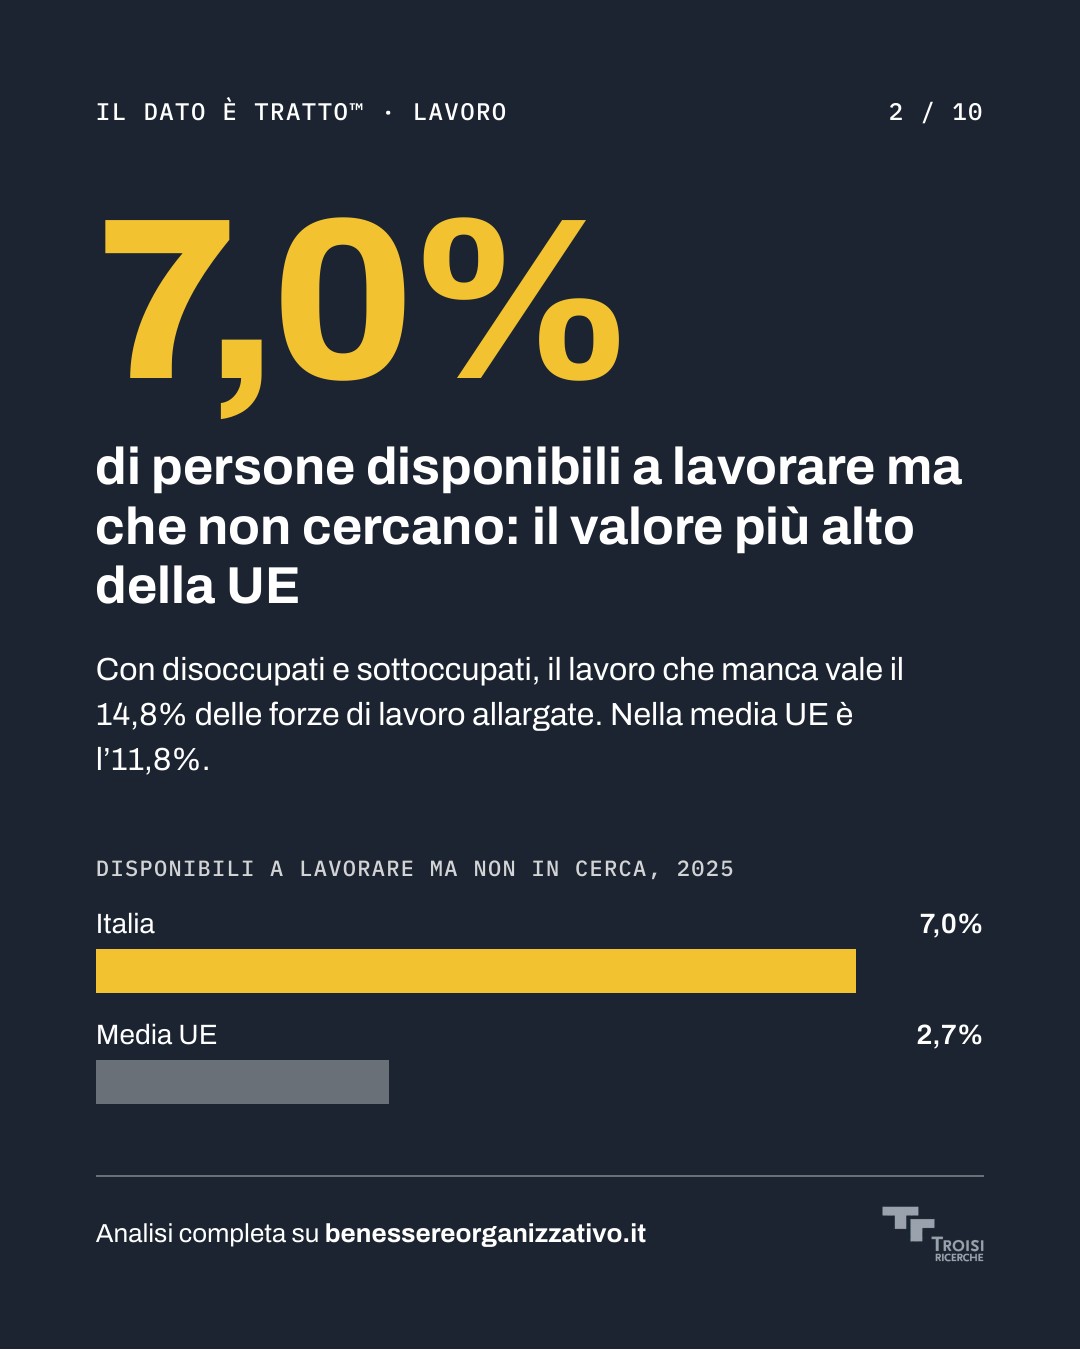 IL DATO È TRATTO™ · LAVORO
2 / 10
7,0%
di persone disponibili a lavorare ma
che non cercano: il valore più alto
della UE
Con disoccupati e sottoccupati, il lavoro che manca vale il
14,8% delle forze di lavoro allargate. Nella media UE è
l’11,8%.
DISPONIBILI A LAVORARE MA NON IN CERCA, 2025
Italia 7,0%
Media UE 2,7%
Analisi completa su benessereorganizzativo.it
TROISI
RICERCHE